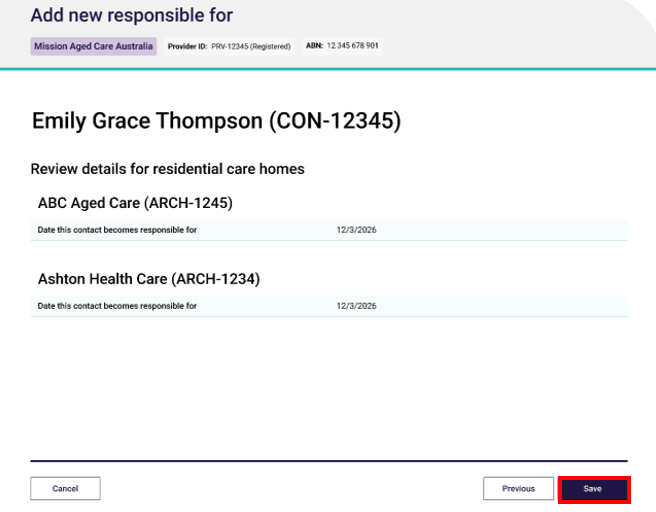 Add new responsible for
Mission Aged Care Australia Provider ID: PRV-12345 (Registered) ABN: 12 345 678 901
Emily Grace Thompson (CON-12345)
Review details for residential care homes
ABC Aged Care (ARCH-1245)
Date this contact becomes responsible for 12/3/2026
Ashton Health Care (ARCH-1234)
Date this contact becomes responsible for 12/3/2026
Cancel Previous Save